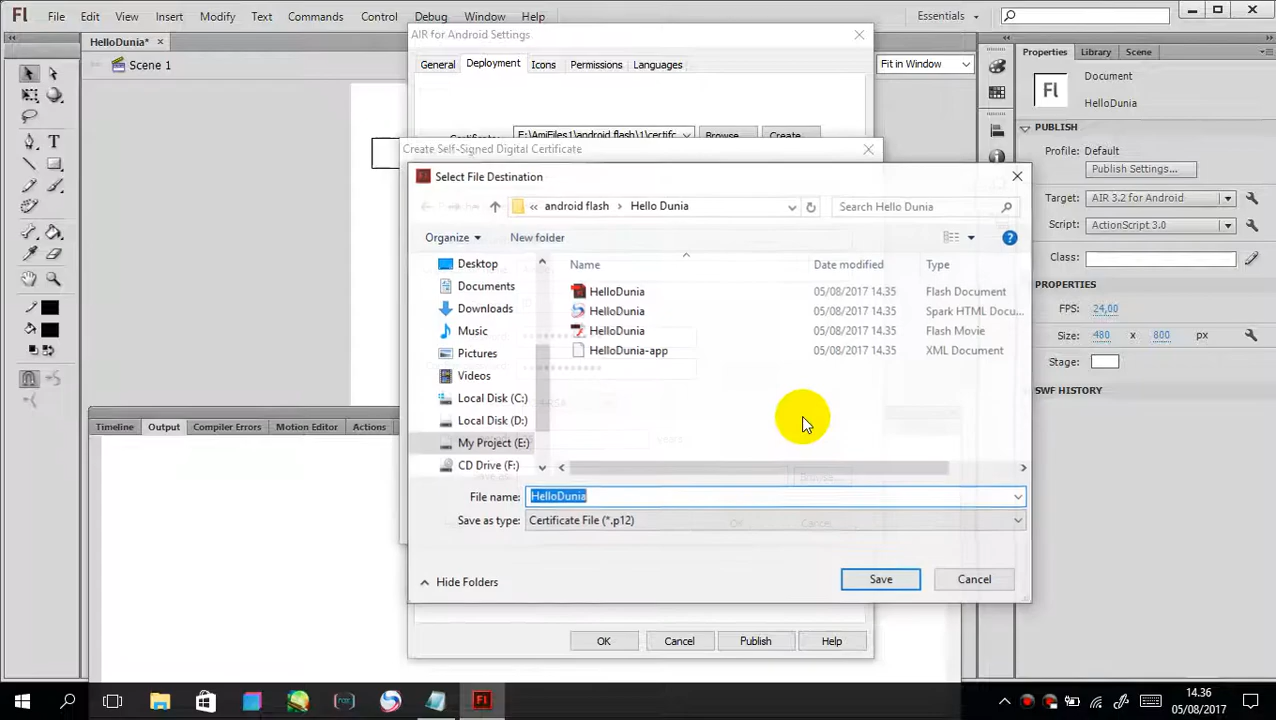 Fl File Edit View Insert Modify Text Commands Control Debug Window Help Essentials
HelloDunia*
Scene 1
AIR for Android Settings
General Deployment Icons Permissions Languages
Certificate: E:\AmiFiles1\android flash\1\certifc Browse... Create...
Create Self-Signed Digital Certificate
Select File Destination
« android flash › Hello Dunia
Search Hello Dunia
Organize New folder
Desktop
Documents
Downloads
Music
Pictures
Videos
Local Disk (C:)
Local Disk (D:)
My Project (E:)
CD Drive (F:)
Name Date modified Type
HelloDunia 05/08/2017 14.35 Flash Document
HelloDunia 05/08/2017 14.35 Spark HTML Docu...
HelloDunia 05/08/2017 14.35 Flash Movie
HelloDunia-app 05/08/2017 14.35 XML Document
File name: HelloDunia
Save as type: Certificate File (*.p12)
Hide Folders Save Cancel
OK Cancel Publish Help
Timeline Output Compiler Errors Motion Editor Actions
Fit in Window
Properties Library Scene
Fl
Document
HelloDunia
PUBLISH
Profile: Default
Publish Settings...
Target: AIR 3.2 for Android
Script: ActionScript 3.0
Class:
PROPERTIES
FPS: 24,00
Size: 480 x 800 px
Stage:
SWF HISTORY
14.36
05/08/2017